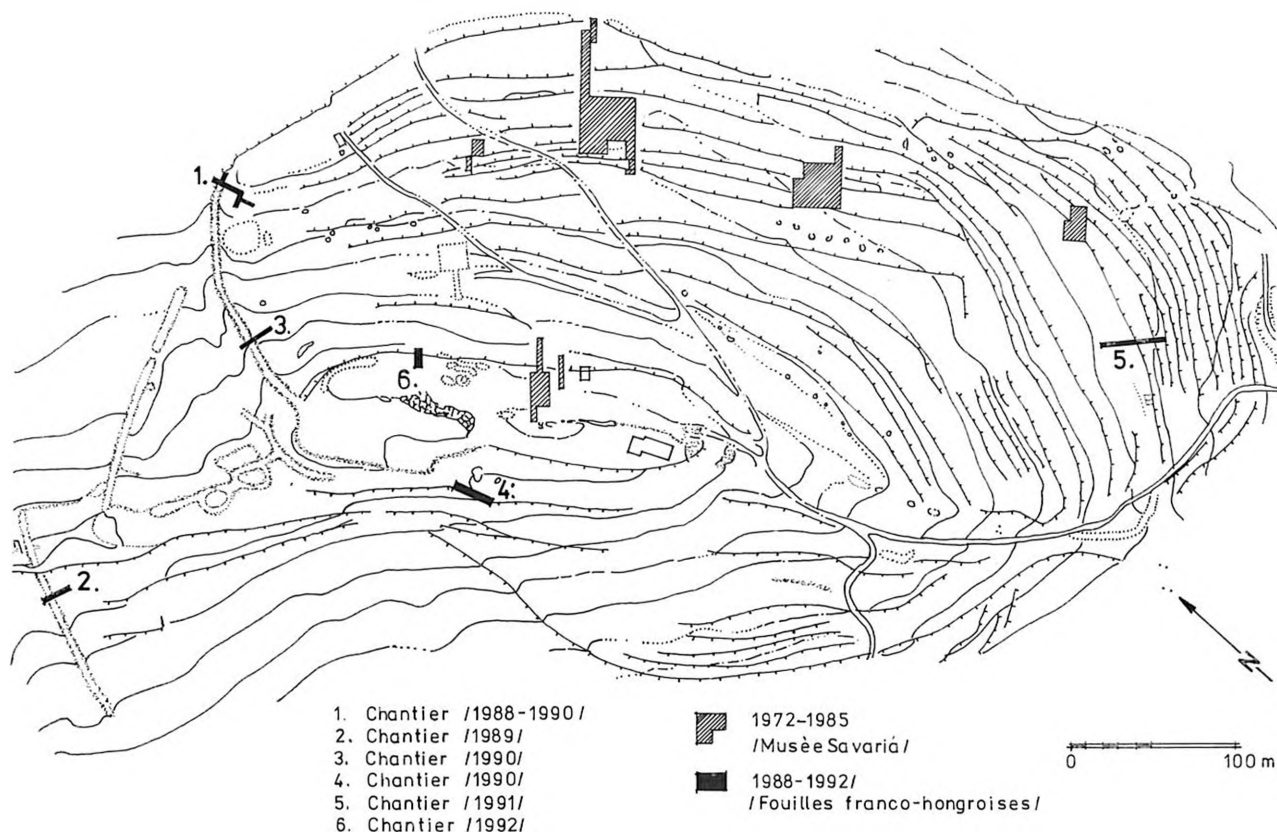 1.
3.
6.
5.
4.
2.
N
1. Chantier /1988-1990/
2. Chantier /1989/
3. Chantier /1990/
4. Chantier /1990/
5. Chantier /1991/
6. Chantier /1992/
1972-1985
/Musèe Savariá/
1988-1992/
/Fouilles franco-hongroises/
0 100 m